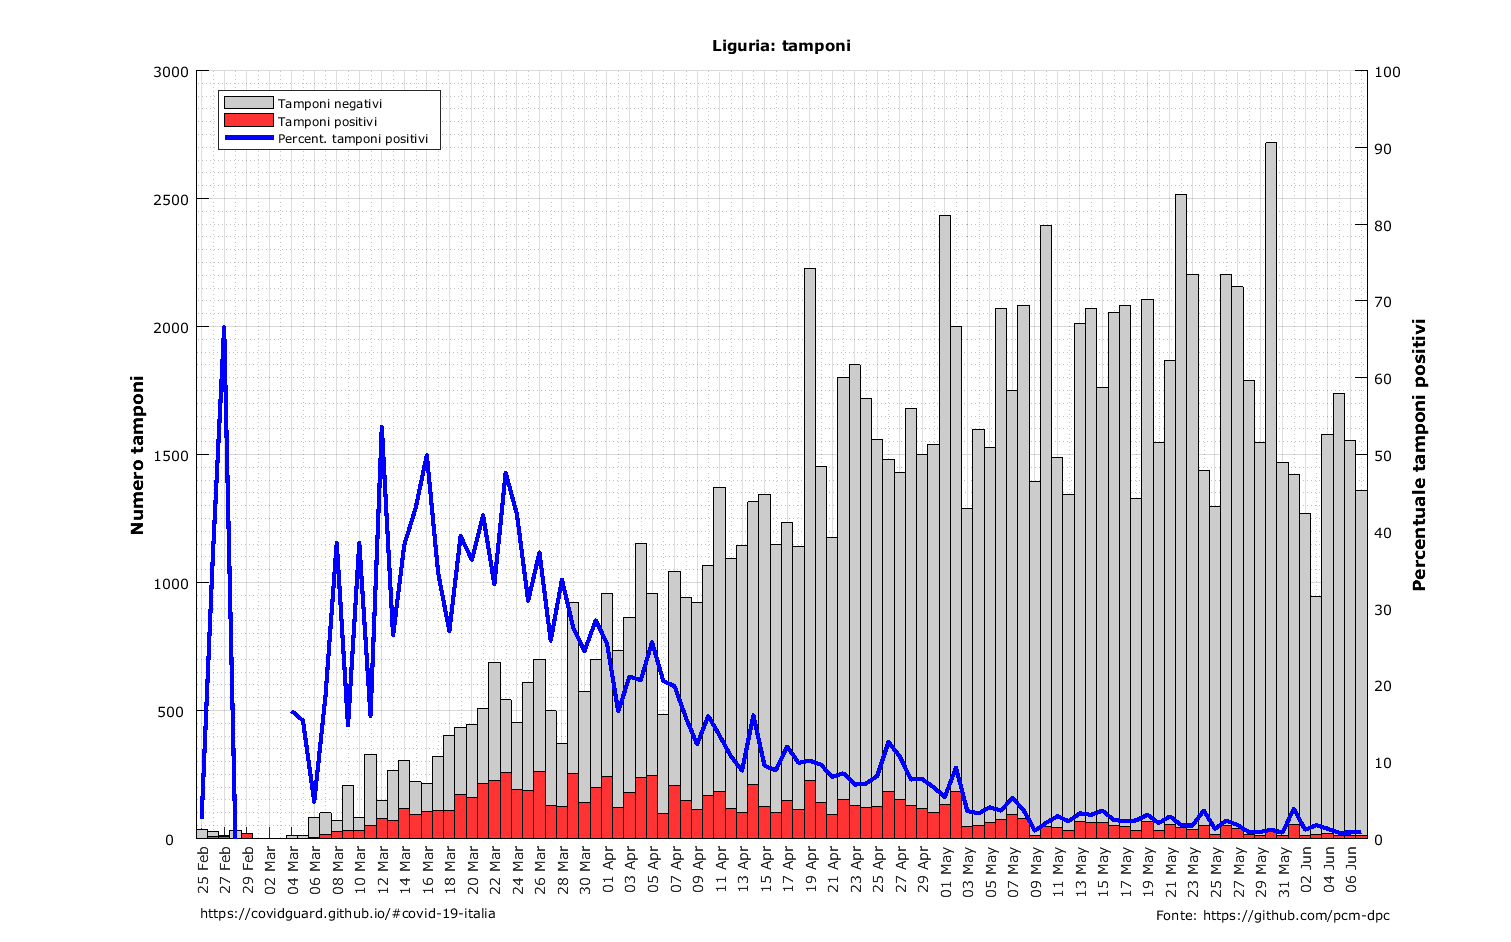 Liguria: tamponi
3000
2500
2000
1500
1000
500
0
Numero tamponi
Tamponi negativi
Tamponi positivi
Percent. tamponi positivi
100
90
80
70
60
50
40
30
20
10
0
Percentuale tamponi positivi
25 Feb
27 Feb
29 Feb
02 Mar
04 Mar
06 Mar
08 Mar
10 Mar
12 Mar
14 Mar
16 Mar
18 Mar
20 Mar
22 Mar
24 Mar
26 Mar
28 Mar
30 Mar
01 Apr
03 Apr
05 Apr
07 Apr
09 Apr
11 Apr
13 Apr
15 Apr
17 Apr
19 Apr
21 Apr
23 Apr
25 Apr
27 Apr
29 Apr
01 May
03 May
05 May
07 May
09 May
11 May
13 May
15 May
17 May
19 May
21 May
23 May
25 May
27 May
29 May
31 May
02 Jun
04 Jun
06 Jun
https://covidguard.github.io/#covid-19-italia
Fonte: https://github.com/pcm-dpc